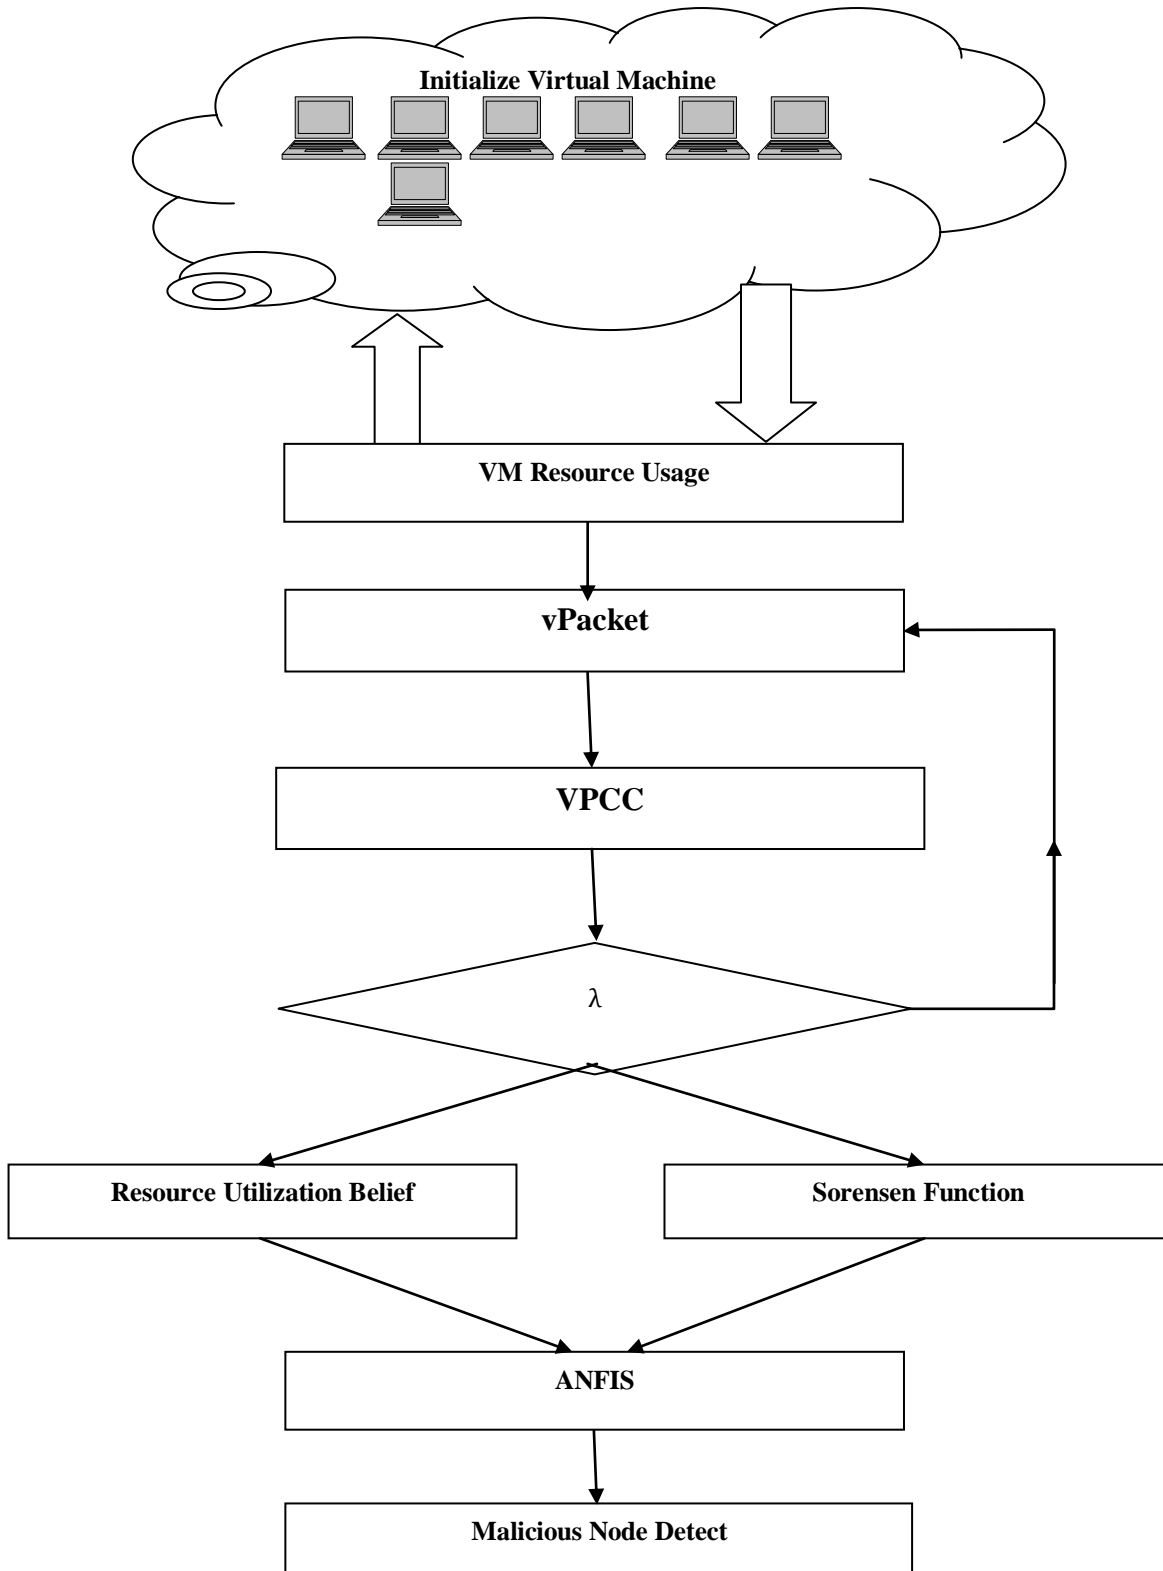 Initialize Virtual Machine
VM Resource Usage
vPacket
VPCC
λ
Resource Utilization Belief
Sorensen Function
ANFIS
Malicious Node Detect